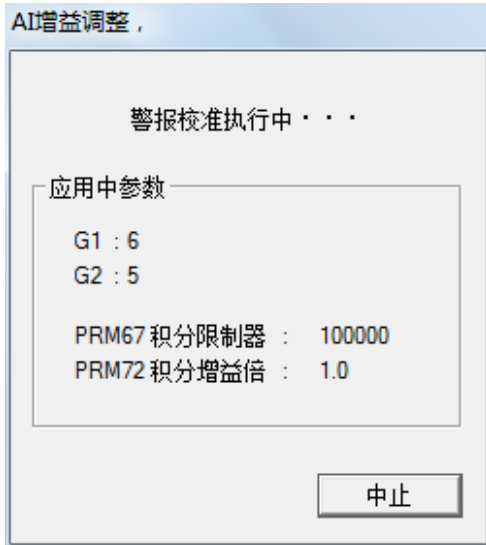 AI增益调整，
警报校准执行中・・・
应用中参数
G1 : 6
G2 : 5
PRM67 积分限制器 : 100000
PRM72 积分增益倍 : 1.0
中止